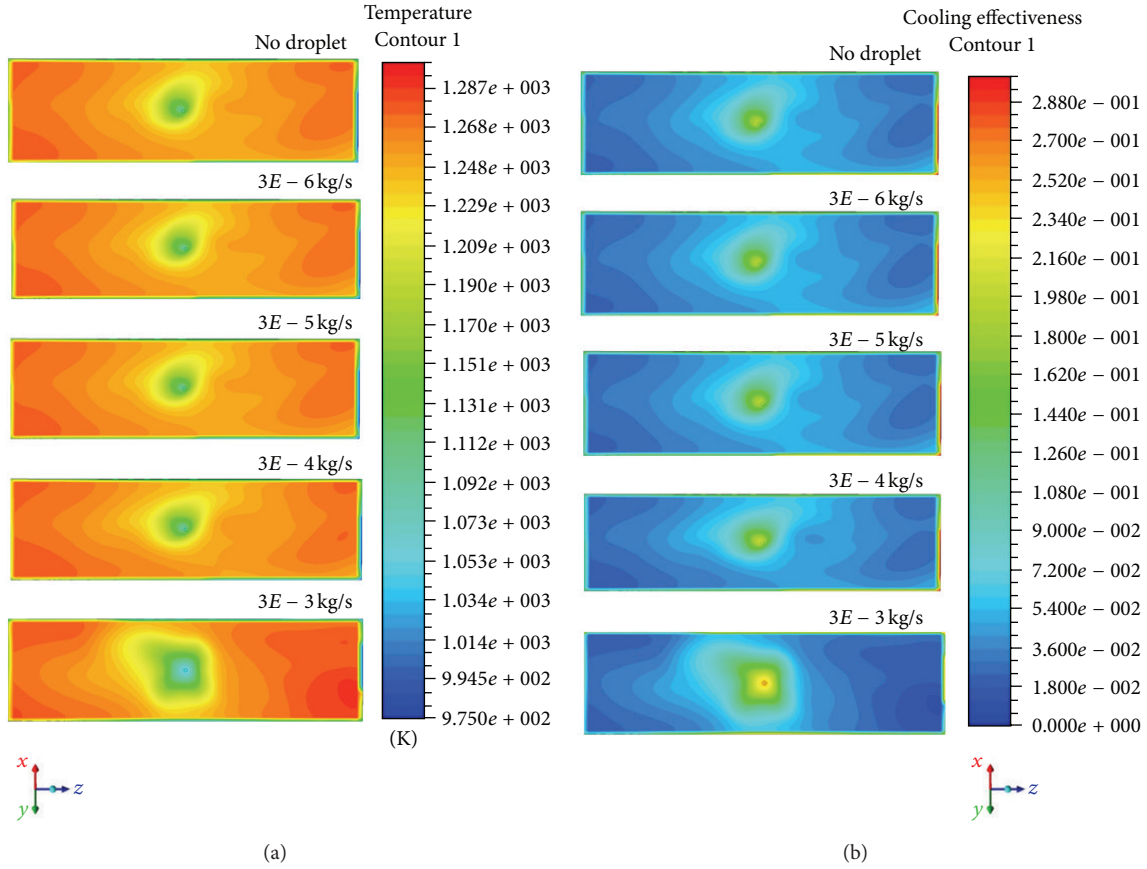 Temperature
Contour 1
No droplet
3E − 6 kg/s
3E − 5 kg/s
3E − 4 kg/s
3E − 3 kg/s
1.287e + 003
1.268e + 003
1.248e + 003
1.229e + 003
1.209e + 003
1.190e + 003
1.170e + 003
1.151e + 003
1.131e + 003
1.112e + 003
1.092e + 003
1.073e + 003
1.053e + 003
1.034e + 003
1.014e + 003
9.945e + 002
9.750e + 002
(K)
x
y
z
(a)
Cooling effectiveness
Contour 1
No droplet
3E − 6 kg/s
3E − 5 kg/s
3E − 4 kg/s
3E − 3 kg/s
2.880e − 001
2.700e − 001
2.520e − 001
2.340e − 001
2.160e − 001
1.980e − 001
1.800e − 001
1.620e − 001
1.440e − 001
1.260e − 001
1.080e − 001
9.000e − 002
7.200e − 002
5.400e − 002
3.600e − 002
1.800e − 002
0.000e + 000
x
y
z
(b)